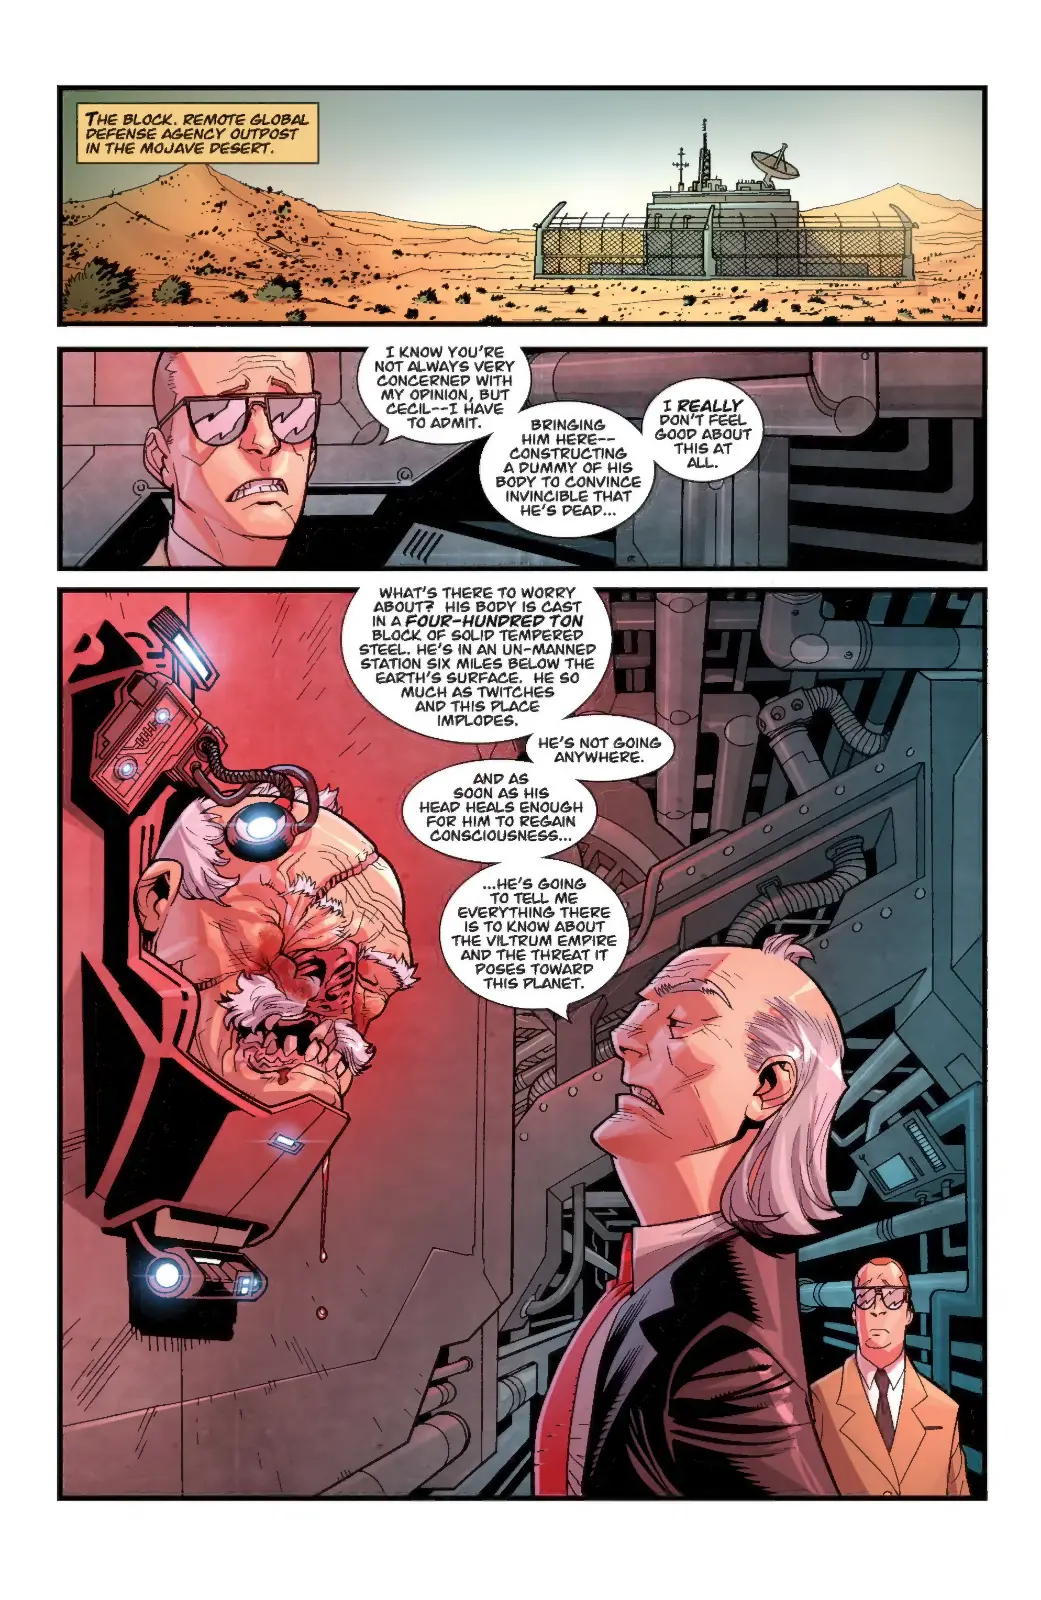 THE BLOCK. REMOTE GLOBAL
DEFENSE AGENCY OUTPOST
IN THE MOJAVE DESERT.
I KNOW YOU'RE
NOT ALWAYS VERY
CONCERNED WITH
MY OPINION, BUT
CECIL--I HAVE
TO ADMIT.
BRINGING
HIM HERE--
CONSTRUCTING
A DUMMY OF HIS
BODY TO CONVINCE
INVINCIBLE THAT
HE'S DEAD...
I REALLY
DON'T FEEL
GOOD ABOUT
THIS AT
ALL.
WHAT'S THERE TO WORRY
ABOUT? HIS BODY IS CAST
IN A FOUR-HUNDRED TON
BLOCK OF SOLID TEMPERED
STEEL. HE'S IN AN UN-MANNED
STATION SIX MILES BELOW THE
EARTH'S SURFACE. HE SO
MUCH AS TWITCHES
AND THIS PLACE
IMPLODES.
HE'S NOT GOING
ANYWHERE.
AND AS
SOON AS HIS
HEAD HEALS ENOUGH
FOR HIM TO REGAIN
CONSCIOUSNESS...
...HE'S GOING
TO TELL ME
EVERYTHING THERE
IS TO KNOW ABOUT
THE VILTRUM EMPIRE
AND THE THREAT IT
POSES TOWARD
THIS PLANET.